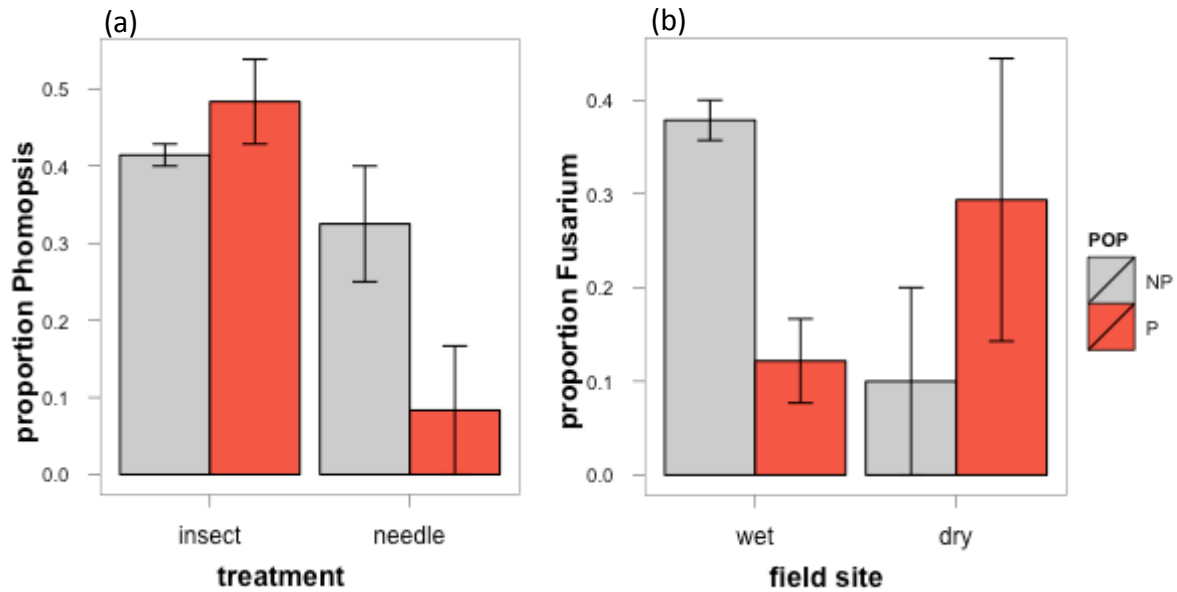 (a)
proportion Phomopsis
0.5
0.4
0.3
0.2
0.1
0.0
insect needle
treatment
(b)
proportion Fusarium
0.4
0.3
0.2
0.1
0.0
wet dry
field site
POP
NP
P